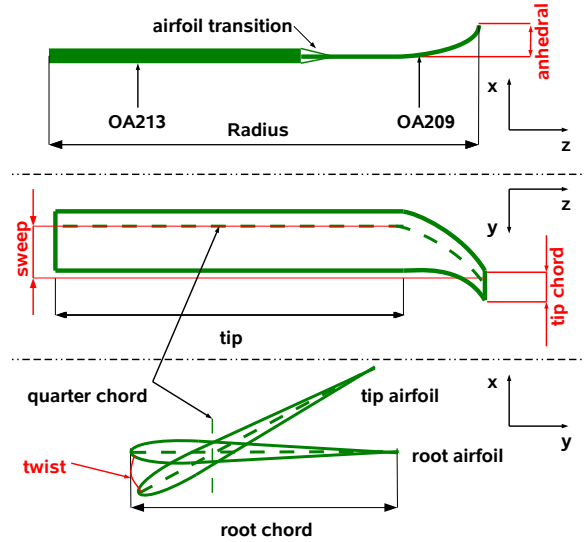 airfoil transition
anhedral
OA213
OA209
Radius
x
z
sweep
z
y
tip chord
tip
quarter chord
tip airfoil
x
y
twist
root airfoil
root chord